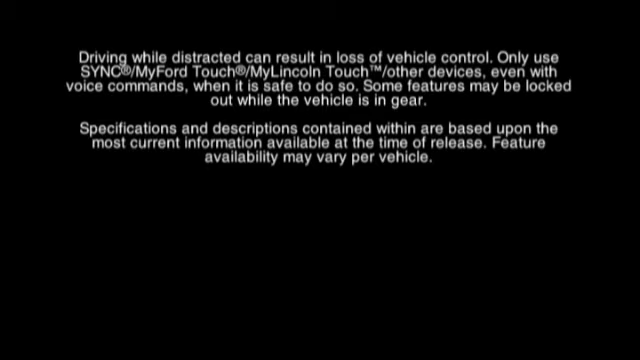 Driving while distracted can result in loss of vehicle control. Only use
SYNC®/MyFord Touch®/MyLincoln Touch™/other devices, even with
voice commands, when it is safe to do so. Some features may be locked
out while the vehicle is in gear.
Specifications and descriptions contained within are based upon the
most current information available at the time of release. Feature
availability may vary per vehicle.